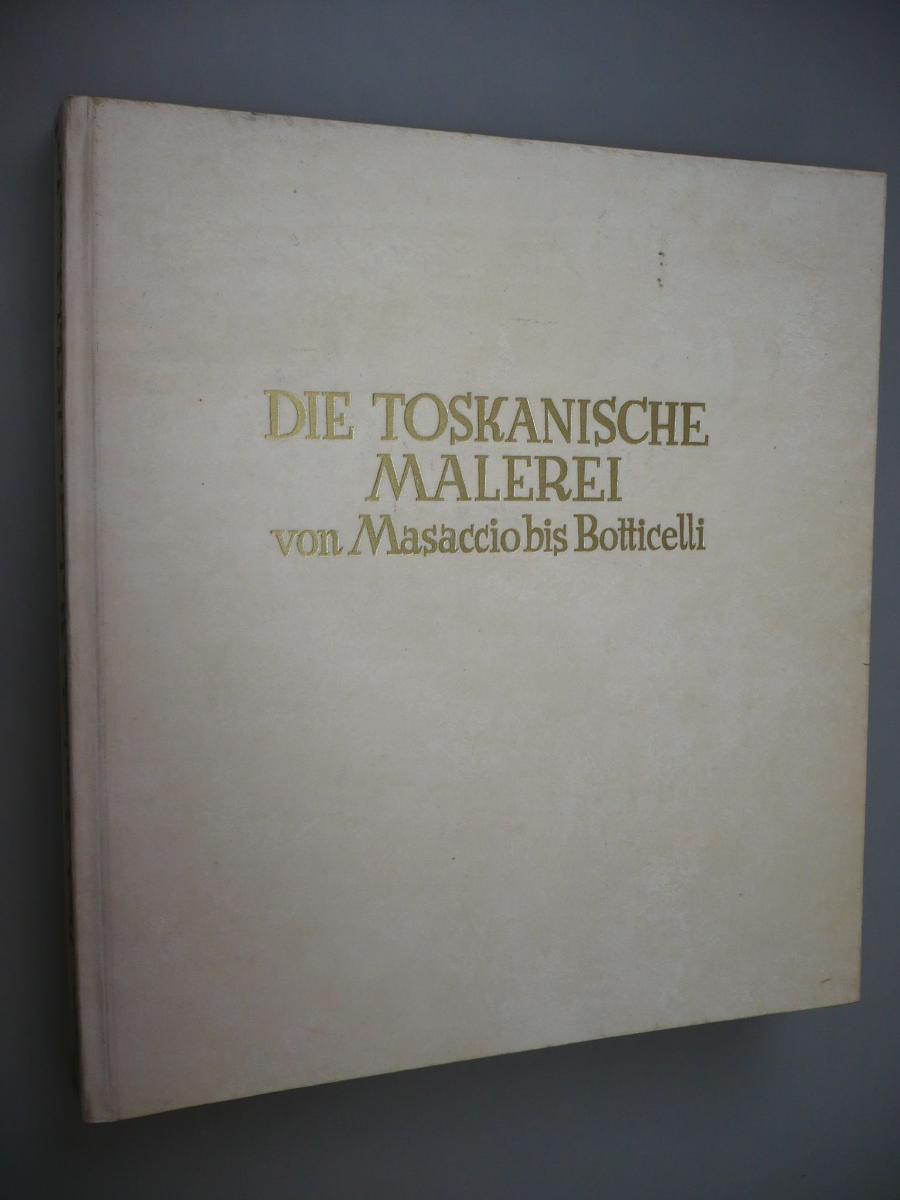 DIE TOSKANISCHE
MALEREI
von Masaccio bis Botticelli